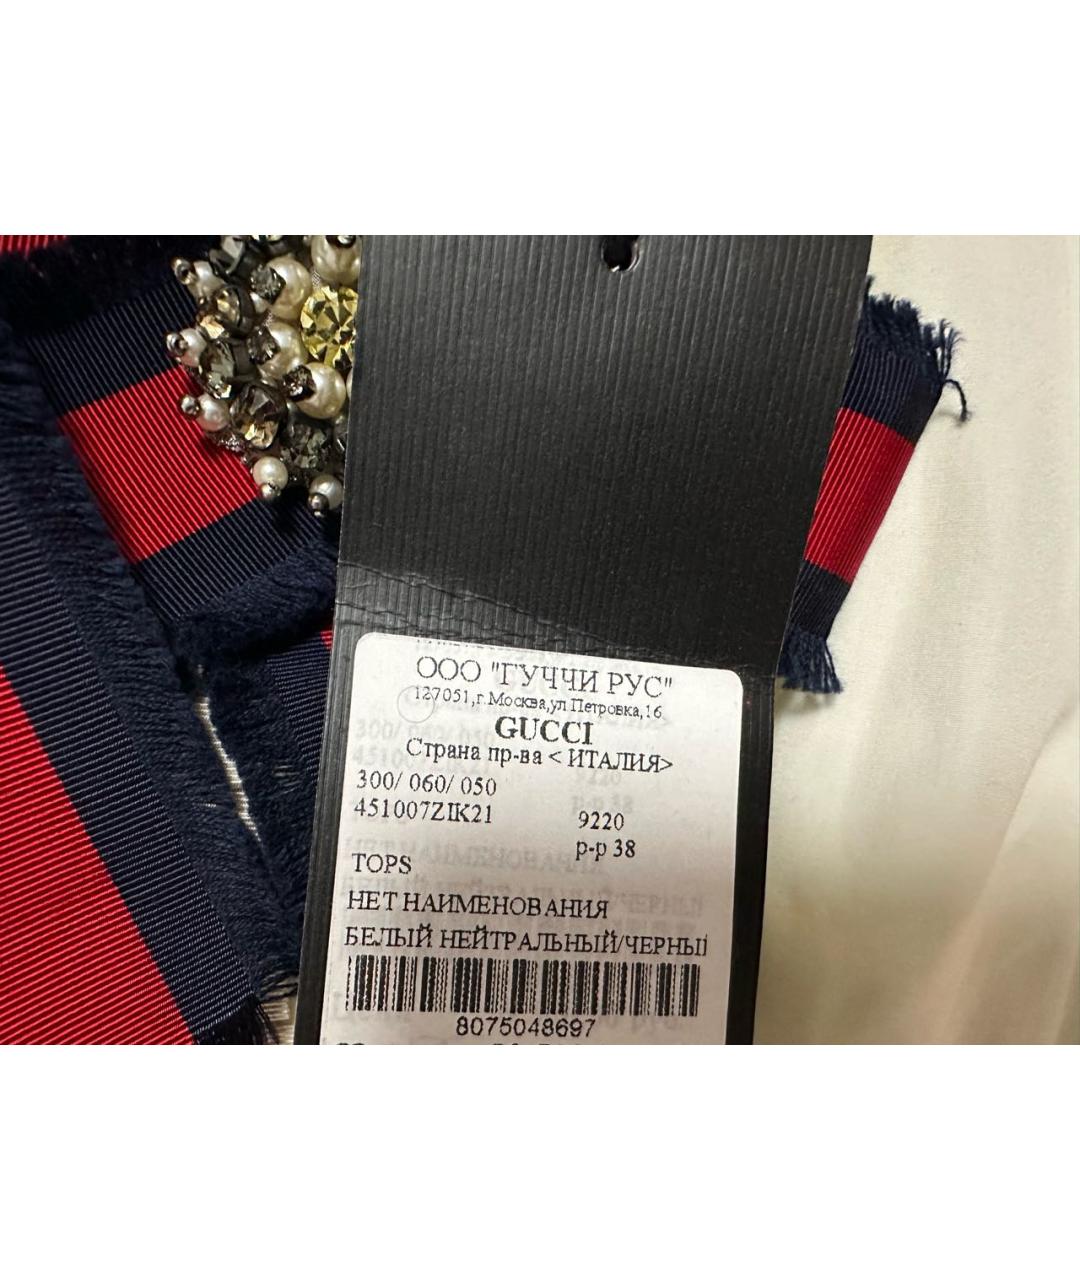 ООО "ГУЧЧИ РУС"
127051,г.Москва,ул Петровка,16
GUCCI
Страна пр-ва < ИТАЛИЯ>
300/ 060/ 050
451007ZIK21 9220
р-р 38
TOPS
НЕТ НАИМЕНОВАНИЯ
БЕЛЫЙ НЕЙТРАЛЬНЫЙ/ЧЕРНЫЙ
8075048697